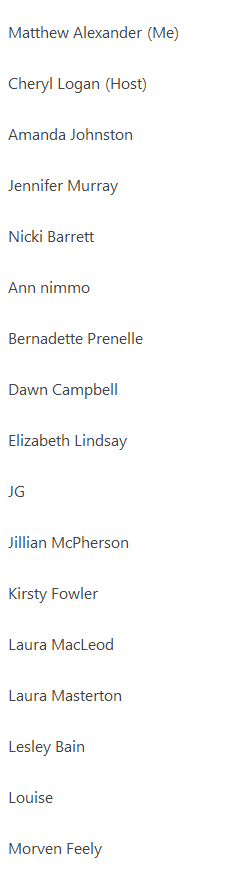 Matthew Alexander (Me)
Cheryl Logan (Host)
Amanda Johnston
Jennifer Murray
Nicki Barrett
Ann nimmo
Bernadette Prenelle
Dawn Campbell
Elizabeth Lindsay
JG
Jillian McPherson
Kirsty Fowler
Laura MacLeod
Laura Masterton
Lesley Bain
Louise
Morven Feely